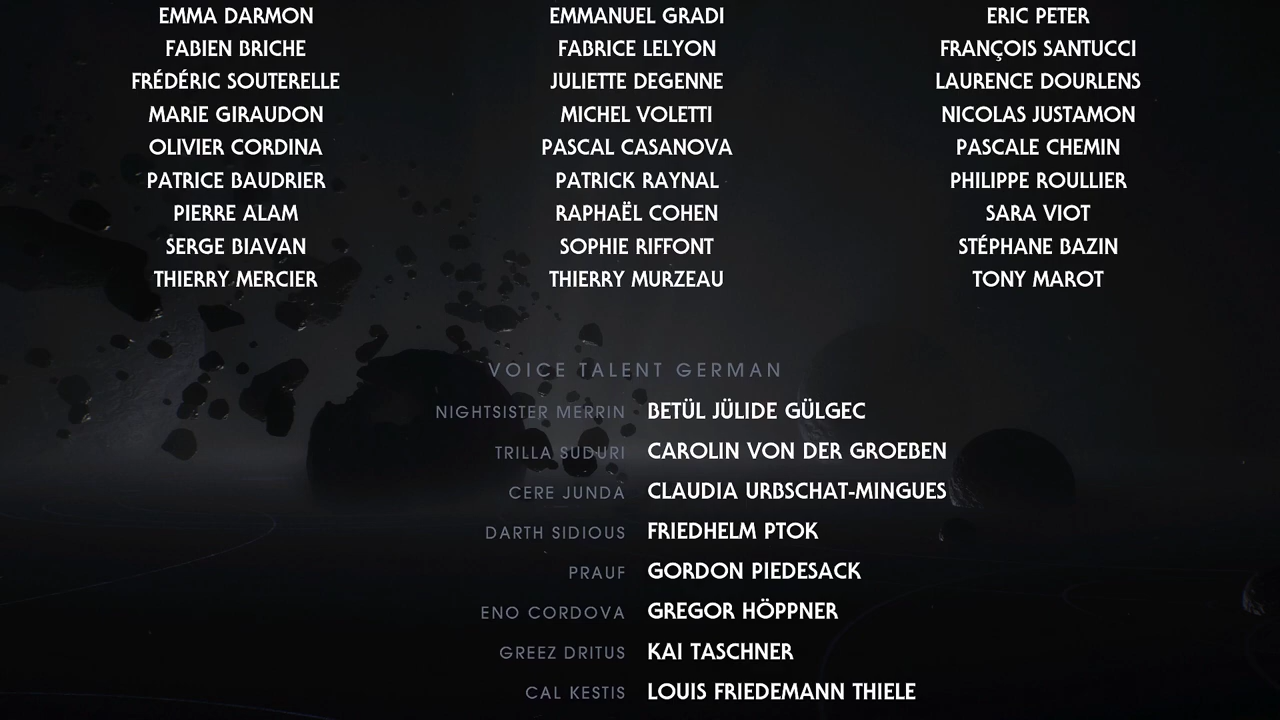 EMMA DARMON EMMANUEL GRADI ERIC PETER
FABIEN BRICHE FABRICE LELYON FRANÇOIS SANTUCCI
FRÉDÉRIC SOUTERELLE JULIETTE DEGENNE LAURENCE DOURLENS
MARIE GIRAUDON MICHEL VOLETTI NICOLAS JUSTAMON
OLIVIER CORDINA PASCAL CASANOVA PASCALE CHEMIN
PATRICE BAUDRIER PATRICK RAYNAL PHILIPPE ROULLIER
PIERRE ALAM RAPHAËL COHEN SARA VIOT
SERGE BIAVAN SOPHIE RIFFONT STÉPHANE BAZIN
THIERRY MERCIER THIERRY MURZEAU TONY MAROT
VOICE TALENT GERMAN
NIGHTSISTER MERRIN BETÜL JÜLIDE GÜLGEC
TRILLA SUDURI CAROLIN VON DER GROEBEN
CERE JUNDA CLAUDIA URBSCHAT-MINGUES
DARTH SIDIOUS FRIEDHELM PTOK
PRAUF GORDON PIEDESACK
ENO CORDOVA GREGOR HÖPPNER
GREEZ DRITUS KAI TASCHNER
CAL KESTIS LOUIS FRIEDEMANN THIELE